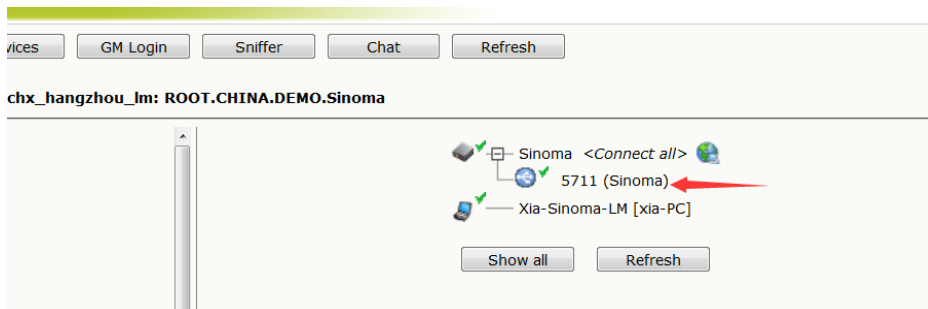 GM Login Sniffer Chat Refresh
chx_hangzhou_lm: ROOT.CHINA.DEMO.Sinoma
Sinoma <Connect all>
5711 (Sinoma)
Xia-Sinoma-LM [xia-PC]
Show all Refresh